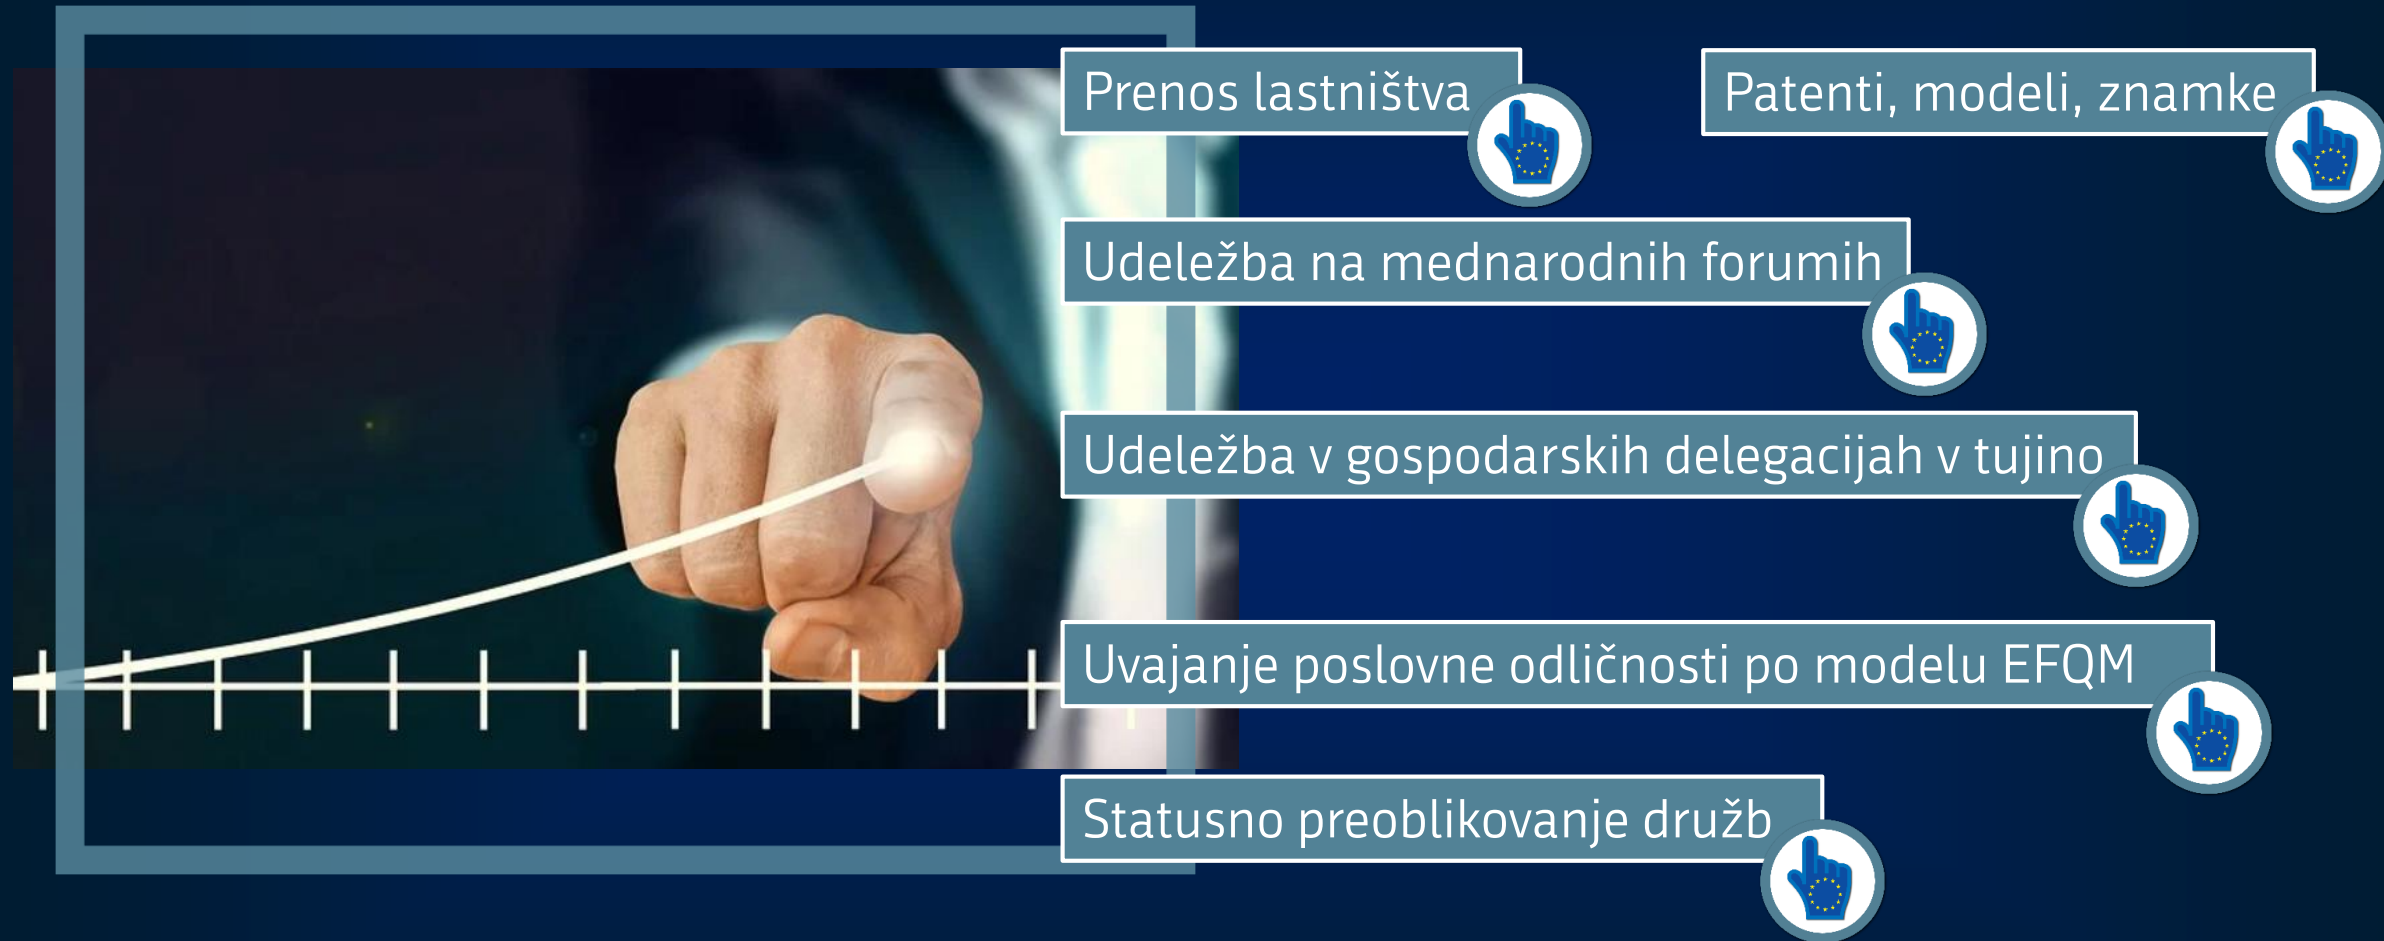 Prenos lastništva
Patenti, modeli, znamke
Udeležba na mednarodnih forumih
Udeležba v gospodarskih delegacijah v tujino
Uvajanje poslovne odličnosti po modelu EFQM
Statusno preoblikovanje družb